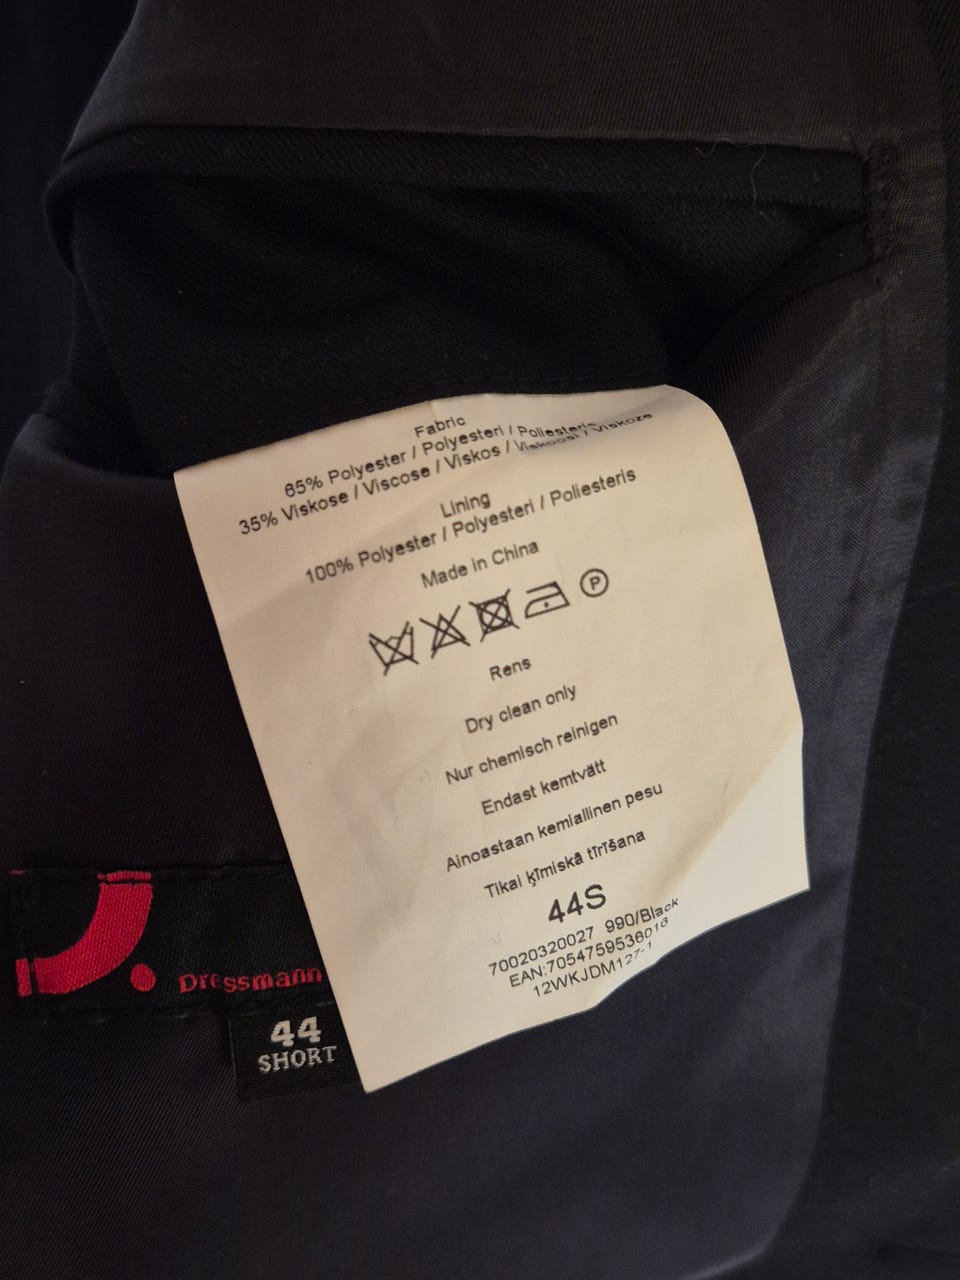 Fabric
65% Polyester / Polyesteri / Poliesteris
35% Viskose / Viscose / Viskos / Viskoosi / Viskoze
Lining
100% Polyester / Polyesteri / Poliesteris
Made in China
P
Rens
Dry clean only
Nur chemisch reinigen
Endast kemtvätt
Ainoastaan kemiallinen pesu
Tikai ķīmiskā tīrīšana
44S
70020320027 990/Black
EAN:7054759536016
12WKJDM127-1
Dressmann
44
SHORT